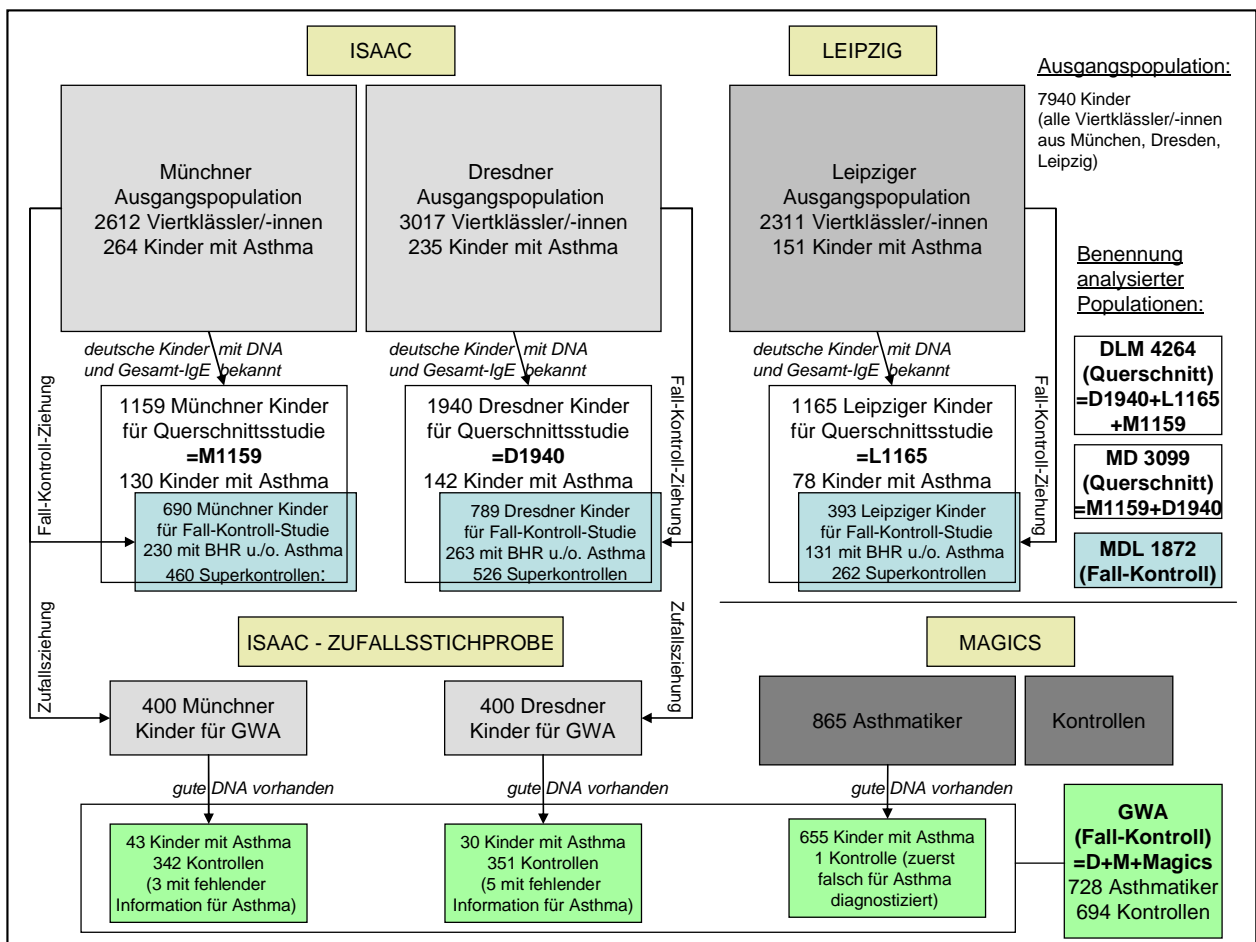 ISAAC
LEIPZIG
Ausgangspopulation:
7940 Kinder
(alle Viertklässler/-innen
aus München, Dresden,
Leipzig)
Münchner
Ausgangspopulation
2612 Viertklässler/-innen
264 Kinder mit Asthma
Dresdner
Ausgangspopulation
3017 Viertklässler/-innen
235 Kinder mit Asthma
Leipziger
Ausgangspopulation
2311 Viertklässler/-innen
151 Kinder mit Asthma
Benennung
analysierter
Populationen:
deutsche Kinder mit DNA
und Gesamt-IgE bekannt
deutsche Kinder mit DNA
und Gesamt-IgE bekannt
deutsche Kinder mit DNA
und Gesamt-IgE bekannt
Fall-Kontroll-Ziehung
1159 Münchner Kinder
für Querschnittsstudie
=M1159
130 Kinder mit Asthma
690 Münchner Kinder
für Fall-Kontroll-Studie
230 mit BHR u./o. Asthma
460 Superkontrollen:
1940 Dresdner Kinder
für Querschnittsstudie
=D1940
142 Kinder mit Asthma
789 Dresdner Kinder
für Fall-Kontroll-Studie
263 mit BHR u./o. Asthma
526 Superkontrollen
Fall-Kontroll-Ziehung
1165 Leipziger Kinder
für Querschnittsstudie
=L1165
78 Kinder mit Asthma
393 Leipziger Kinder
für Fall-Kontroll-Studie
131 mit BHR u./o. Asthma
262 Superkontrollen
Fall-Kontroll-Ziehung
DLM 4264
(Querschnitt)
=D1940+L1165
+M1159
MD 3099
(Querschnitt)
=M1159+D1940
MDL 1872
(Fall-Kontroll)
Zufallsziehung
ISAAC - ZUFALLSSTICHPROBE
Zufallsziehung
MAGICS
400 Münchner
Kinder für GWA
400 Dresdner
Kinder für GWA
865 Asthmatiker
Kontrollen
gute DNA vorhanden
gute DNA vorhanden
gute DNA vorhanden
43 Kinder mit Asthma
342 Kontrollen
(3 mit fehlender
Information für Asthma)
30 Kinder mit Asthma
351 Kontrollen
(5 mit fehlender
Information für Asthma)
655 Kinder mit Asthma
1 Kontrolle (zuerst
falsch für Asthma
diagnostiziert)
GWA
(Fall-Kontroll)
=D+M+Magics
728 Asthmatiker
694 Kontrollen